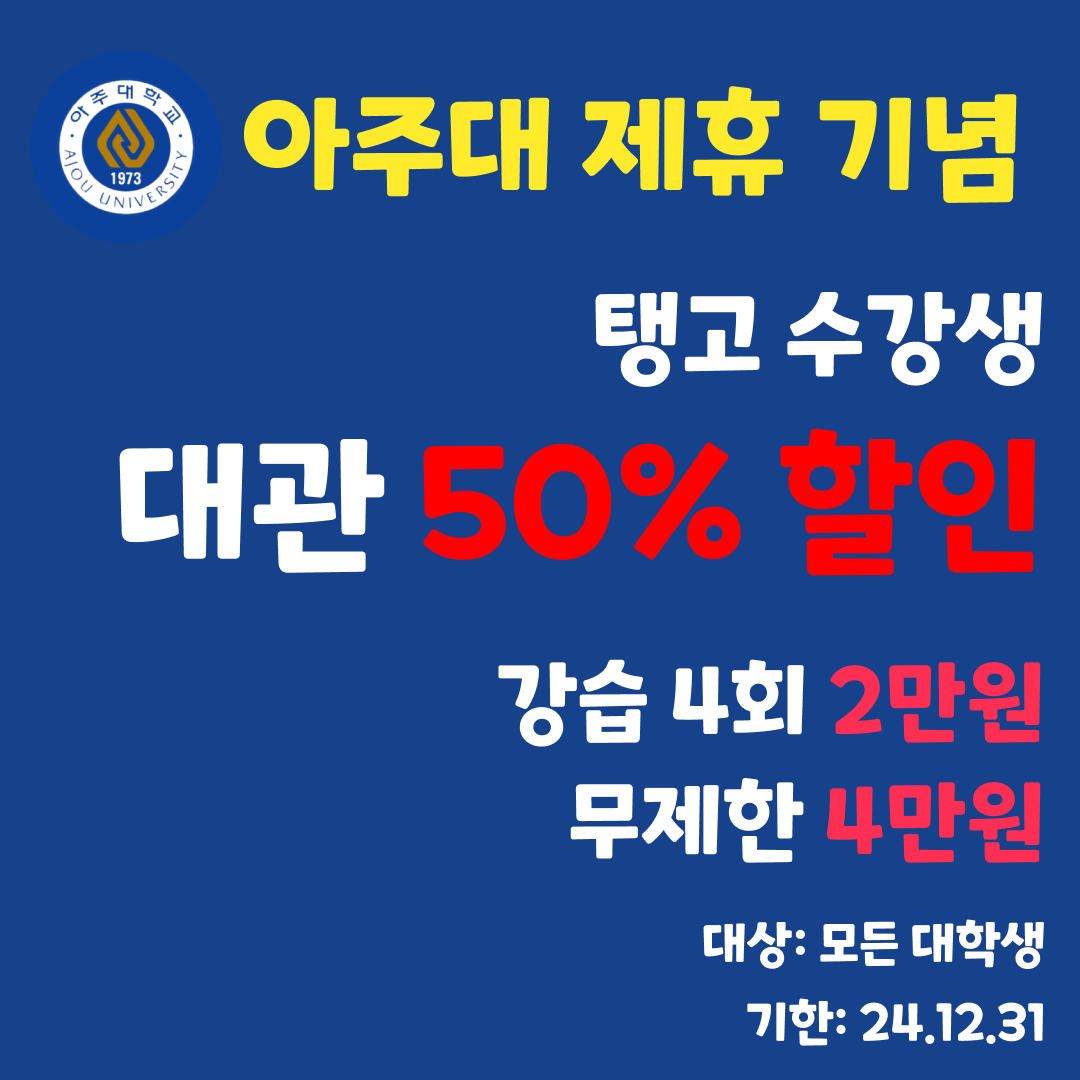 아주대학교
1973
AJOU UNIVERSITY
아주대 제휴 기념
탱고 수강생
대관 50% 할인
강습 4회 2만원
무제한 4만원
대상: 모든 대학생
기한: 24.12.31